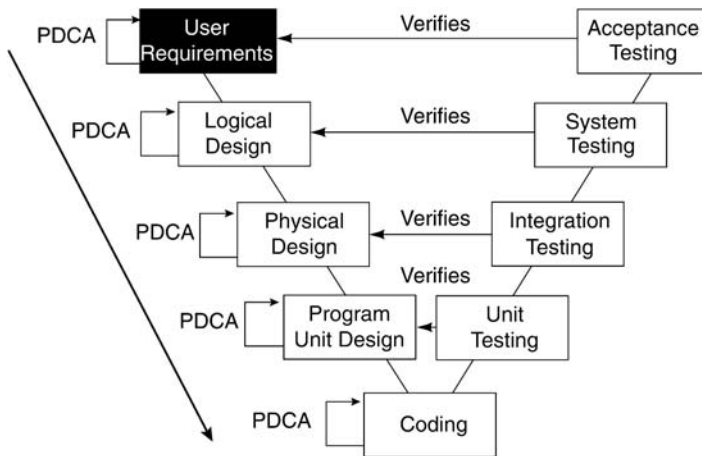 PDCA
User
Requirements
Verifies
Acceptance
Testing
PDCA
Logical
Design
Verifies
System
Testing
PDCA
Physical
Design
Verifies
Integration
Testing
Verifies
PDCA
Program
Unit Design
Unit
Testing
PDCA
Coding